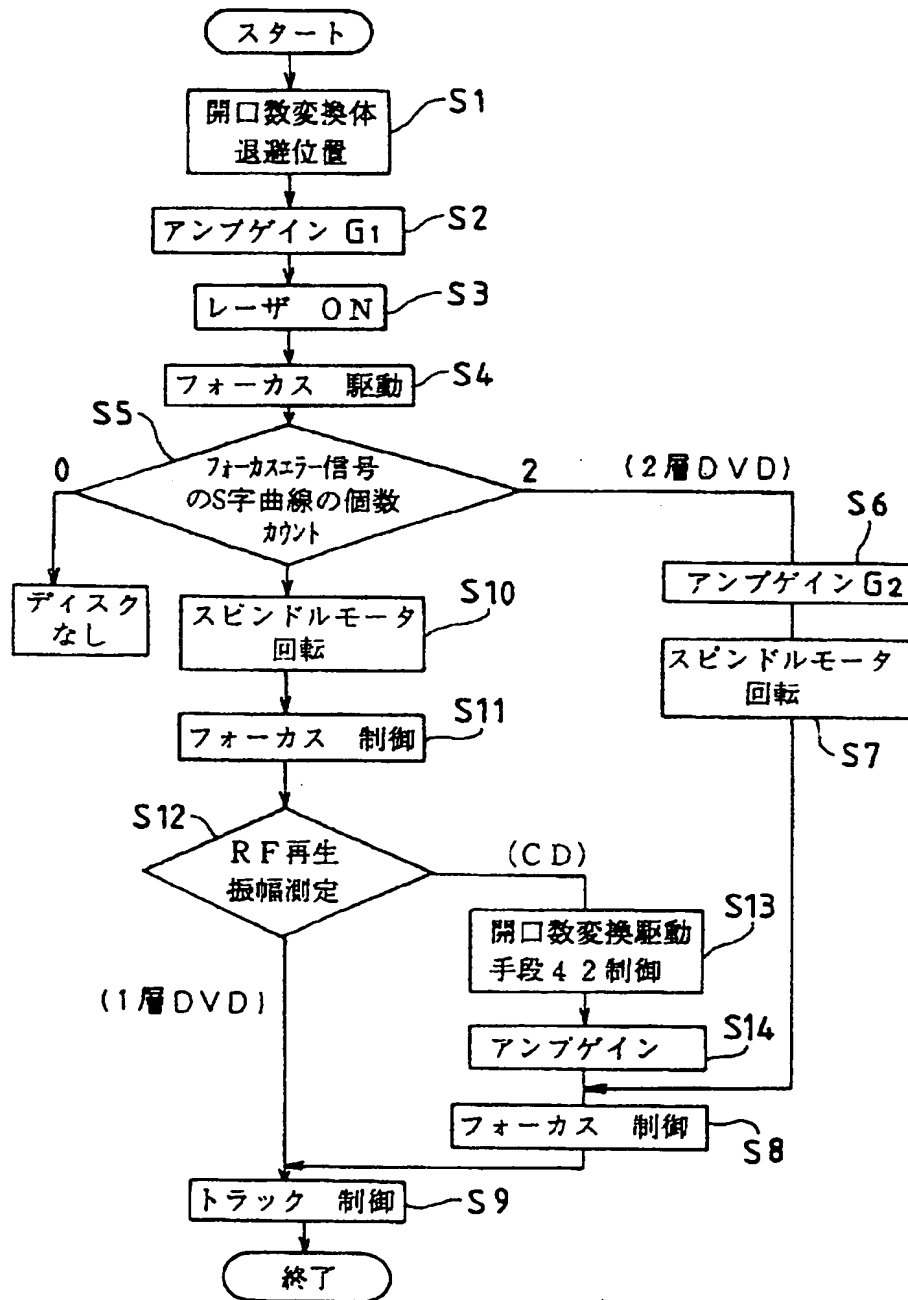 スタート
開口数変換体
退避位置
S1
アンプゲイン G1
S2
レーザ ON
S3
フォーカス 駆動
S4
S5
0
フォーカスエラー信号
のS字曲線の個数
カウント
2
(2層DVD)
ディスク
なし
S6
アンプゲインG2
スピンドルモータ
回転
S7
S10
スピンドルモータ
回転
S11
フォーカス 制御
S12
RF再生
振幅測定
(CD)
(1層DVD)
S13
開口数変換駆動
手段42制御
S14
アンプゲイン
フォーカス 制御
S8
トラック 制御
S9
終了